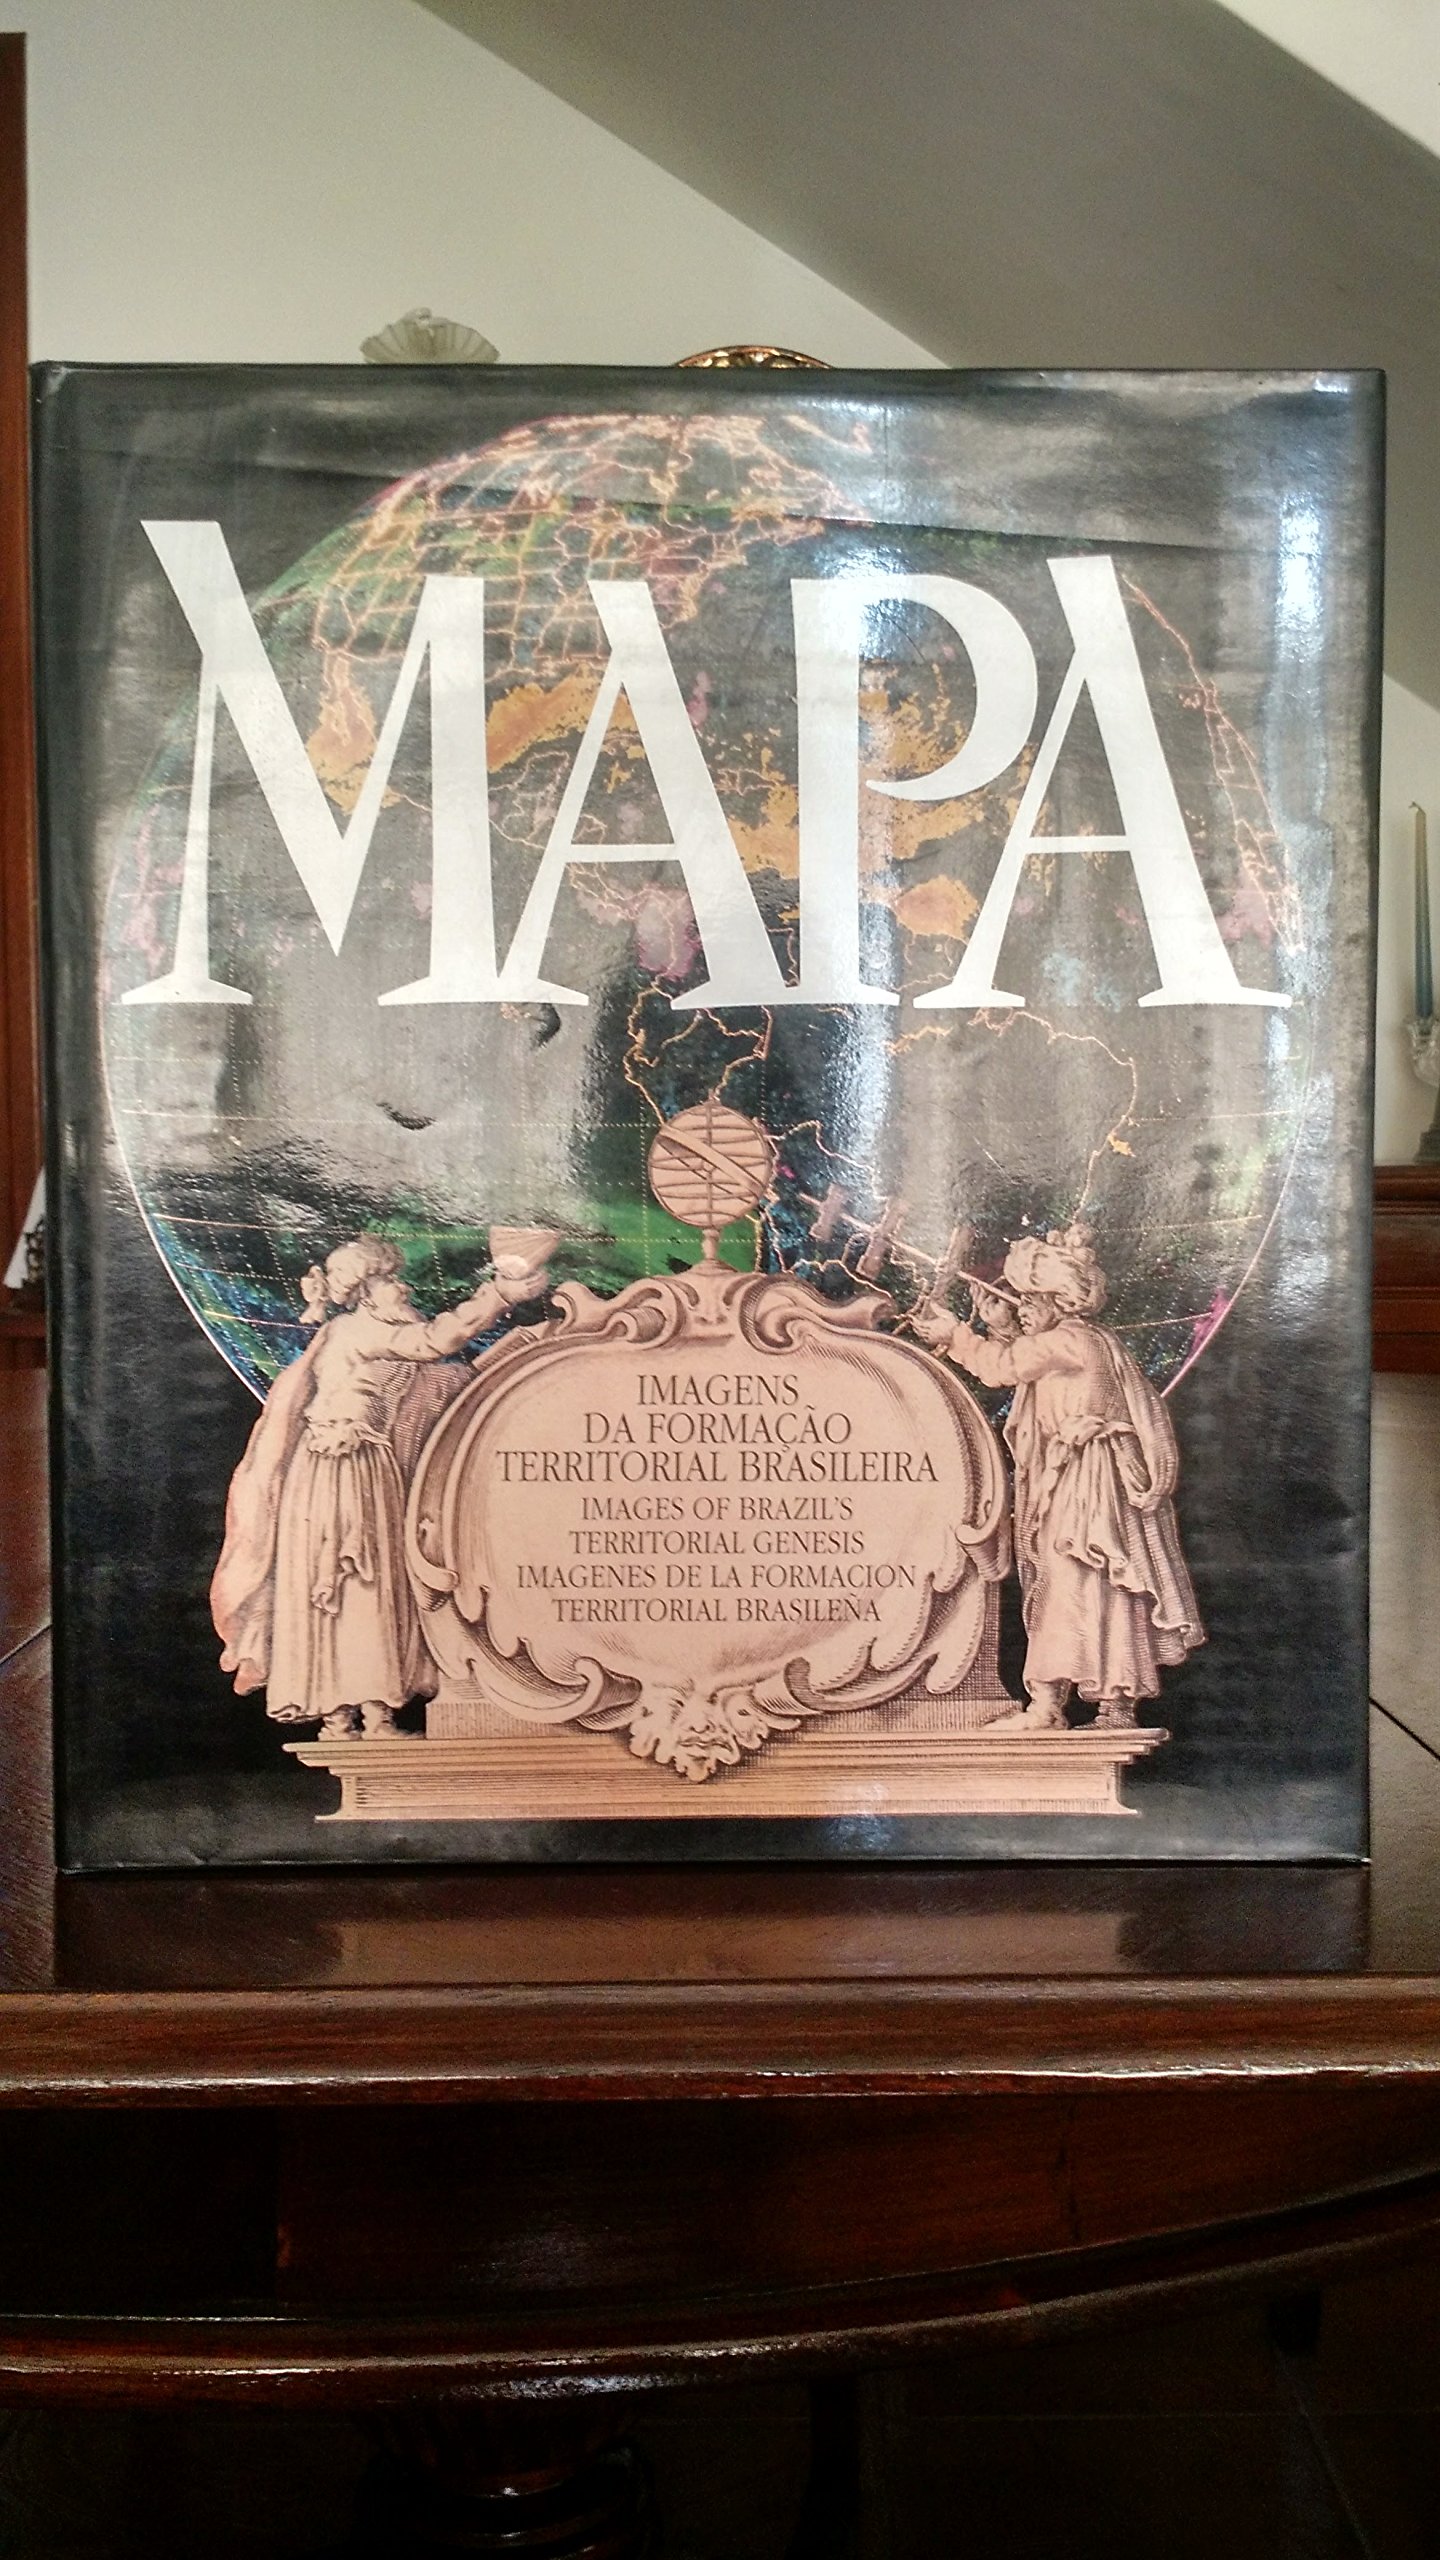 MAPA
IMAGENS
DA FORMAÇÃO
TERRITORIAL BRASILEIRA
IMAGES OF BRAZIL'S
TERRITORIAL GENESIS
IMAGENES DE LA FORMACION
TERRITORIAL BRASILEÑA